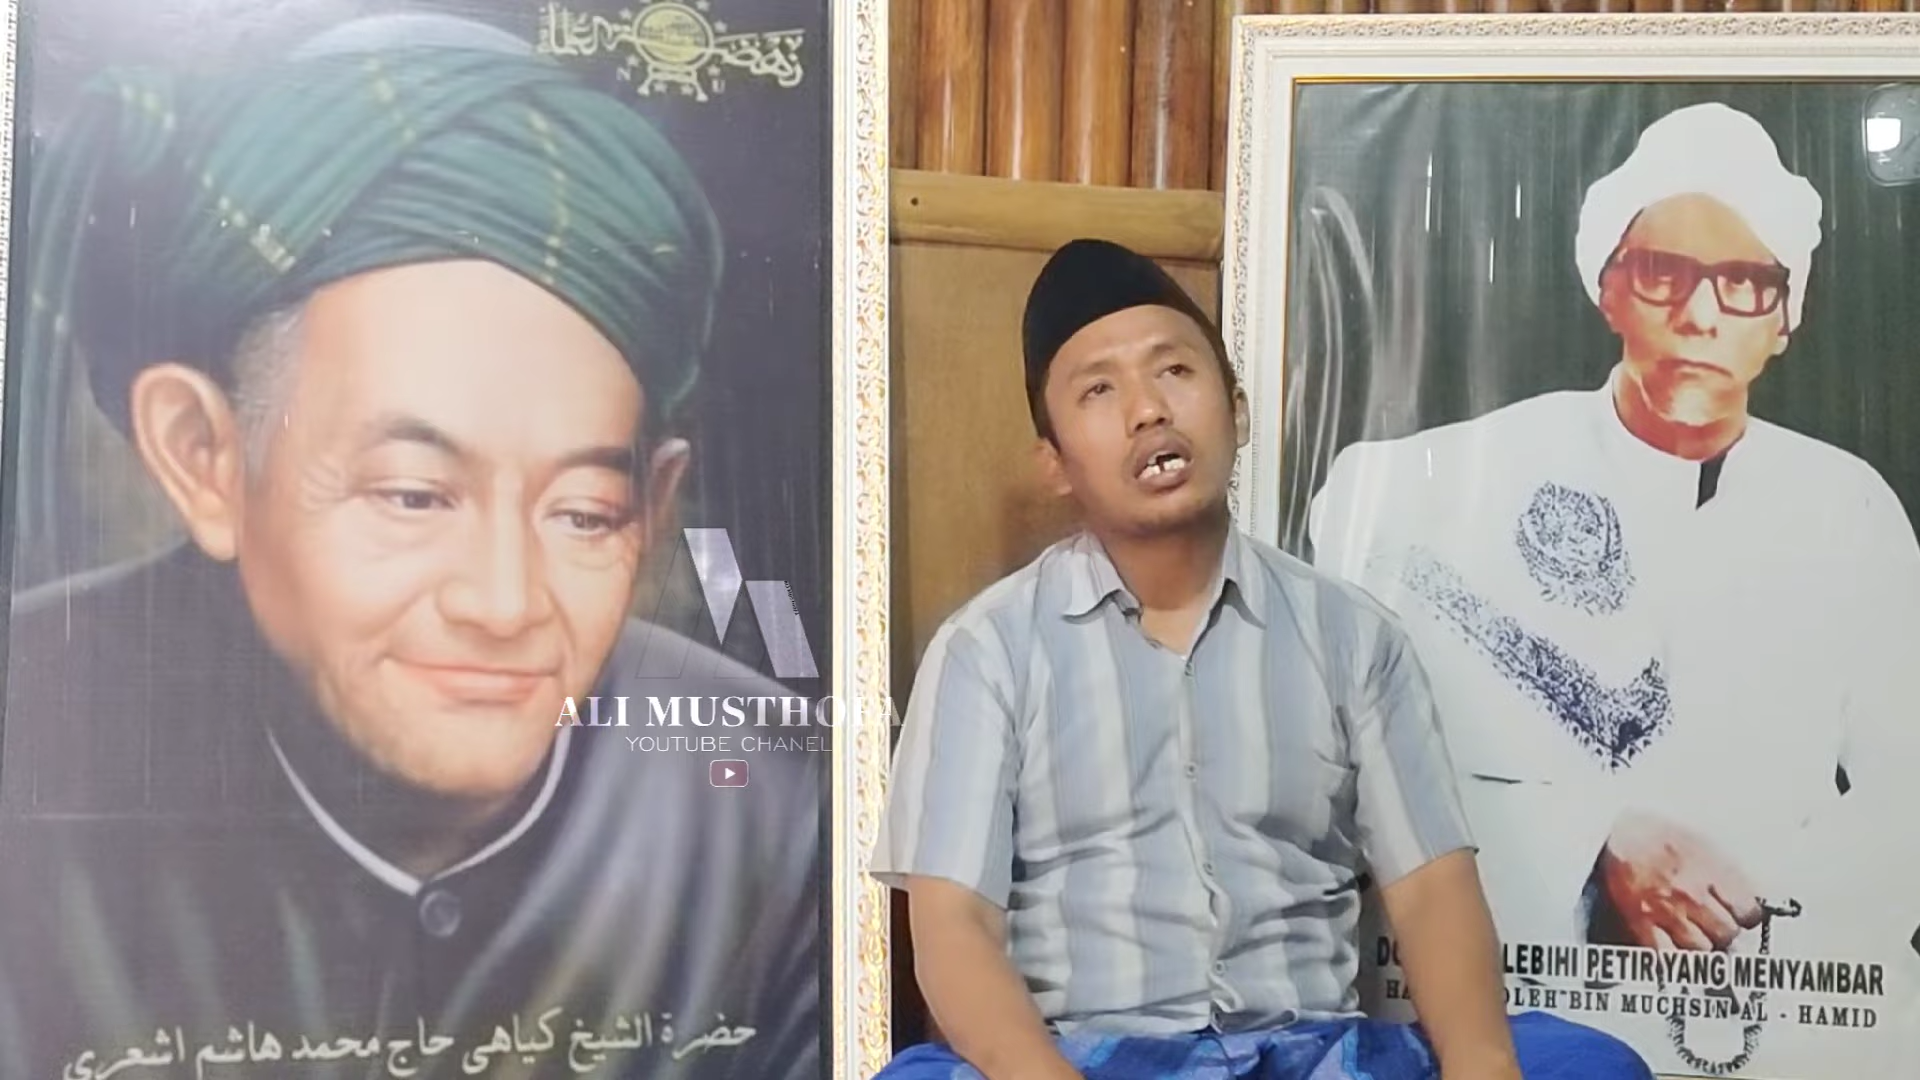 N U
ALI MUSTHOFA
YOUTUBE CHANEL
حضرة الشيخ كياهي حاج محمد هاشم اشعري
LEBIHI PETIR YANG MENYAMBAR
OLEH BIN MUCHSIN AL - HAMID